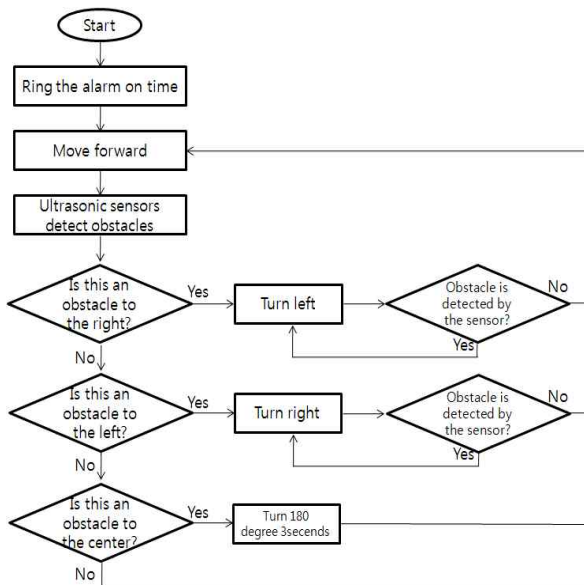 Start
Ring the alarm on time
Move forward
Ultrasonic sensors
detect obstacles
Is this an
obstacle to
the right?
Yes
Turn left
Obstacle is
detected by
the sensor?
No
Yes
No
Is this an
obstacle to
the left?
Yes
Turn right
Obstacle is
detected by
the sensor?
No
Yes
No
Is this an
obstacle to
the center?
Yes
Turn 180
degree 3seconds
No